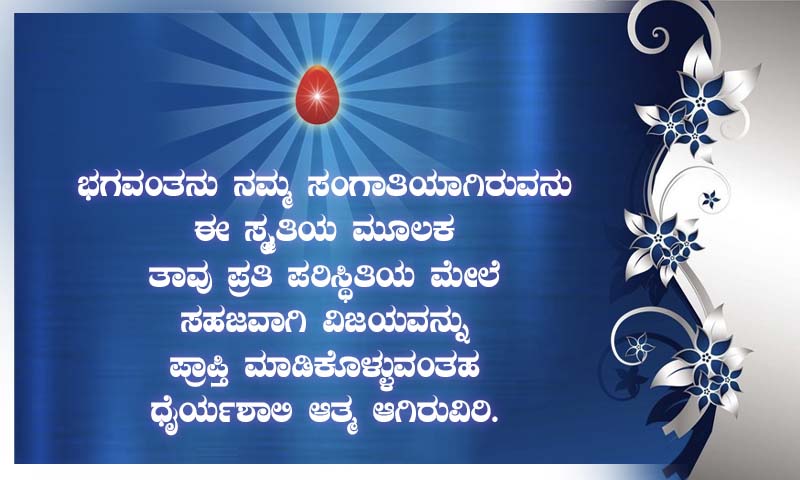 ಭಗವಂತನು ನಮ್ಮ ಸಂಗಾತಿಯಾಗಿರುವನು
ಈ ಸ್ಮೃತಿಯ ಮೂಲಕ
ತಾವು ಪ್ರತಿ ಪರಿಸ್ಥಿತಿಯ ಮೇಲೆ
ಸಹಜವಾಗಿ ವಿಜಯವನ್ನು
ಪ್ರಾಪ್ತಿ ಮಾಡಿಕೊಳ್ಳುವಂತಹ
ಧೈರ್ಯಶಾಲಿ ಆತ್ಮ ಆಗಿರುವಿರಿ.